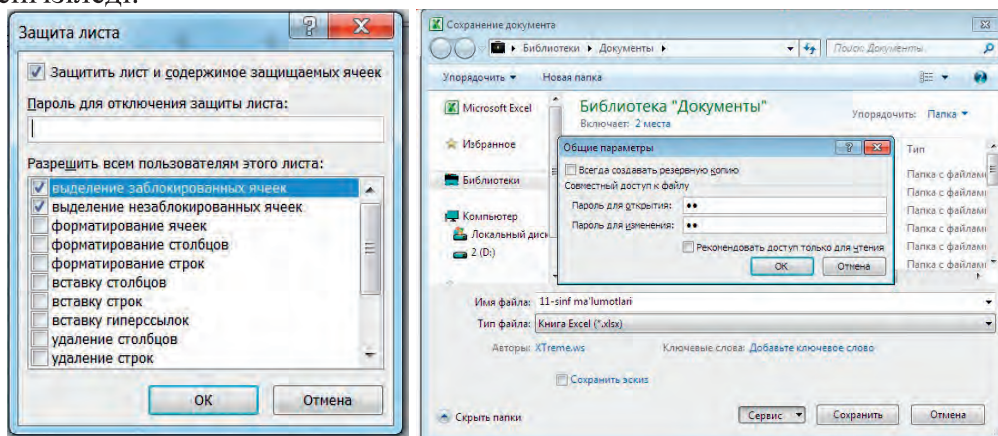 Защита листа
Защитить лист и содержимое защищаемых ячеек
Пароль для отключения защиты листа:
Разрешить всем пользователям этого листа:
выделение заблокированных ячеек
выделение незаблокированных ячеек
форматирование ячеек
форматирование столбцов
форматирование строк
вставку столбцов
вставку строк
вставку гиперссылок
удаление столбцов
удаление строк
ОК
Отмена
Сохранение документа
Библиотеки
Документы
Поиск: Документы
Упорядочить
Новая папка
Microsoft Excel
Избранное
Библиотеки
Компьютер
Локальный диск
2 (D:)
Библиотека "Документы"
Включает: 2 места
Упорядочить: Папка
Тип
Папка с файлами
Папка с файлами
Папка с файлами
Папка с файлами
Папка с файлами
Папка с файлами
Общие параметры
Всегда создавать резервную копию
Совместный доступ к файлу
Пароль для открытия: ●●
Пароль для изменения: ●●
Рекомендовать доступ только для чтения
ОК
Отмена
Имя файла: 11-sinf ma'lumotlari
Тип файла: Книга Excel (*.xlsx)
Авторы: XTreme.ws
Ключевые слова: Добавьте ключевое слово
Сохранить эскиз
Скрыть папки
Сервис
Сохранить
Отмена